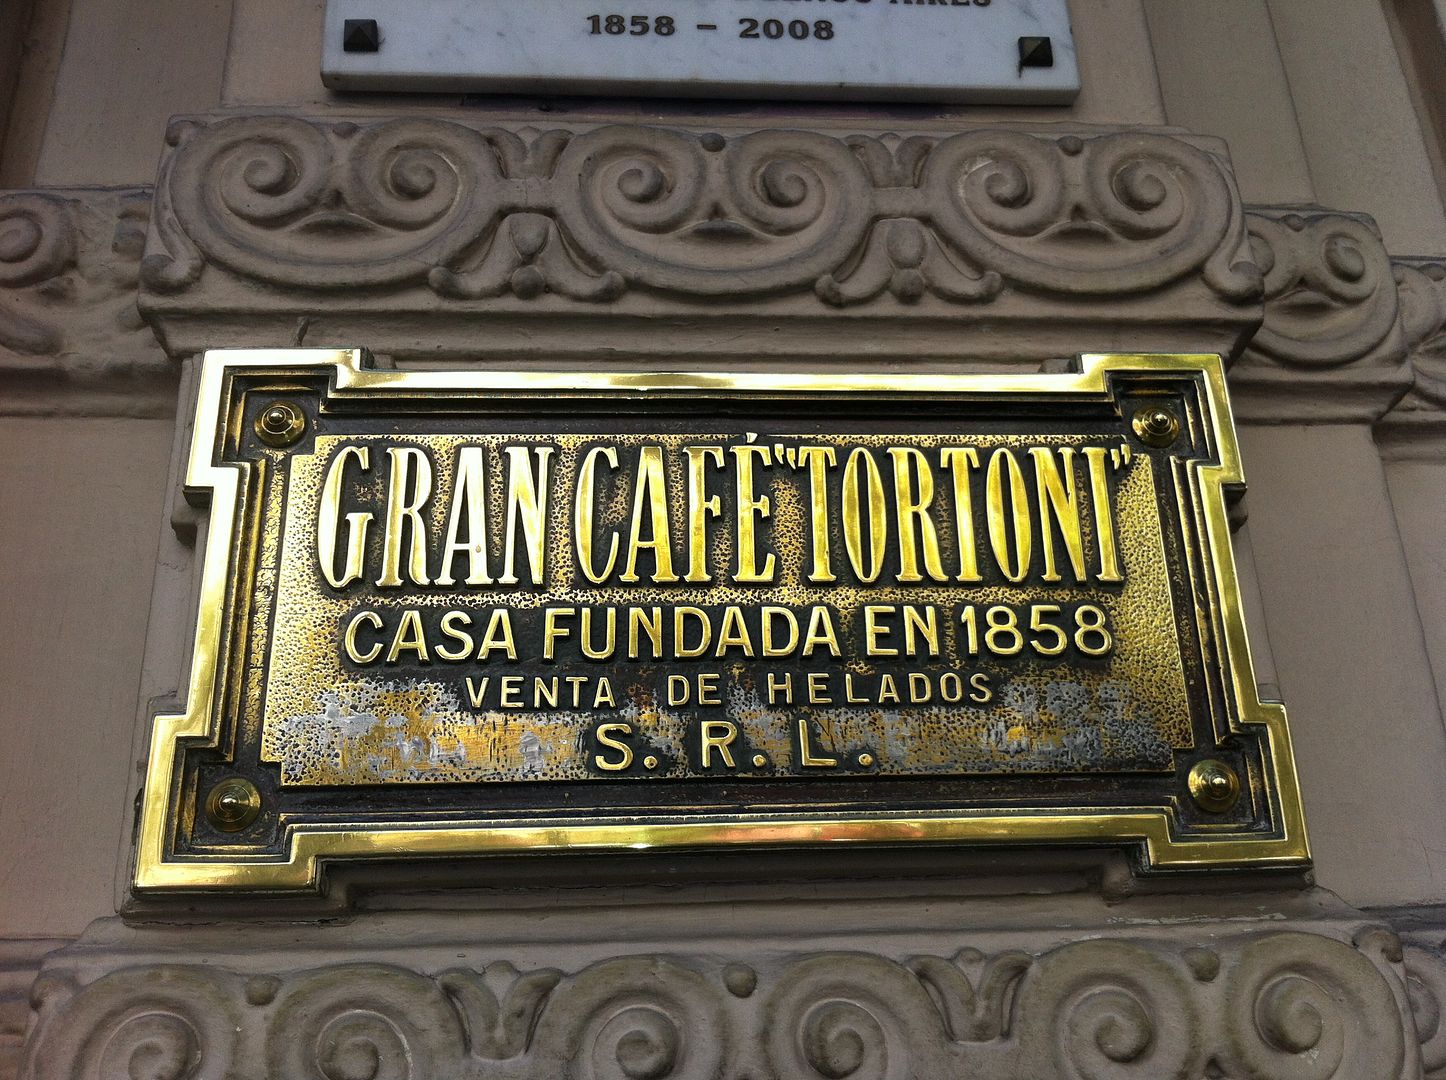 1858 – 2008
GRAN CAFÉ "TORTONI"
CASA FUNDADA EN 1858
VENTA DE HELADOS
S. R. L.